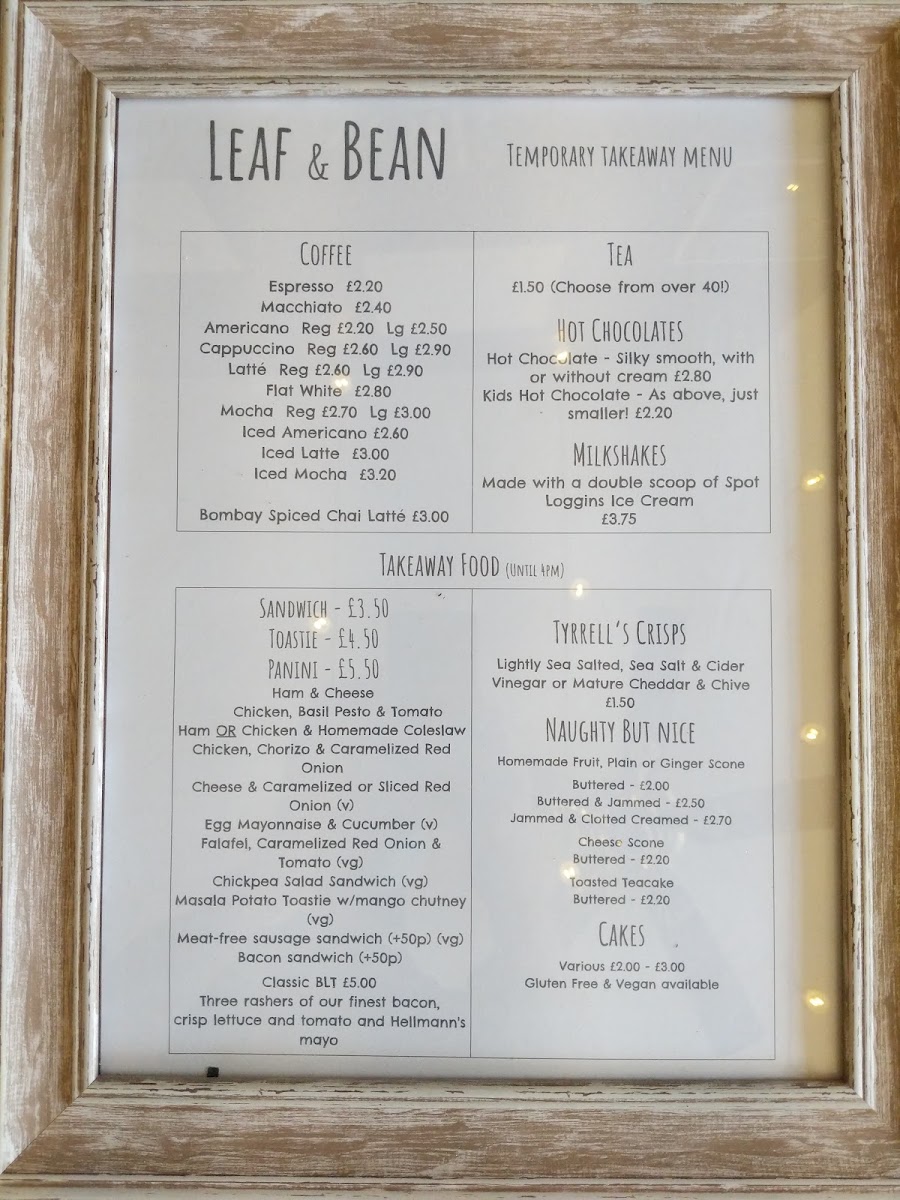 Leaf & Bean
Temporary takeaway menu
Coffee
Espresso £2.20
Macchiato £2.40
Americano Reg £2.20 Lg £2.50
Cappuccino Reg £2.60 Lg £2.90
Latté Reg £2.60 Lg £2.90
Flat White £2.80
Mocha Reg £2.70 Lg £3.00
Iced Americano £2.60
Iced Latte £3.00
Iced Mocha £3.20
Bombay Spiced Chai Latté £3.00
Tea
£1.50 (Choose from over 40!)
Hot Chocolates
Hot Chocolate - Silky smooth, with
or without cream £2.80
Kids Hot Chocolate - As above, just
smaller! £2.20
Milkshakes
Made with a double scoop of Spot
Loggins Ice Cream
£3.75
Takeaway Food (until 4pm)
Sandwich - £3.50
Toastie - £4.50
Panini - £5.50
Ham & Cheese
Chicken, Basil Pesto & Tomato
Ham OR Chicken & Homemade Coleslaw
Chicken, Chorizo & Caramelized Red
Onion
Cheese & Caramelized or Sliced Red
Onion (v)
Egg Mayonnaise & Cucumber (v)
Falafel, Caramelized Red Onion &
Tomato (vg)
Chickpea Salad Sandwich (vg)
Masala Potato Toastie w/mango chutney
(vg)
Meat-free sausage sandwich (+50p) (vg)
Bacon sandwich (+50p)
Classic BLT £5.00
Three rashers of our finest bacon,
crisp lettuce and tomato and Hellmann's
mayo
Tyrrell's Crisps
Lightly Sea Salted, Sea Salt & Cider
Vinegar or Mature Cheddar & Chive
£1.50
Naughty But nice
Homemade Fruit, Plain or Ginger Scone
Buttered - £2.00
Buttered & Jammed - £2.50
Jammed & Clotted Creamed - £2.70
Cheese Scone
Buttered - £2.20
Toasted Teacake
Buttered - £2.20
Cakes
Various £2.00 - £3.00
Gluten Free & Vegan available